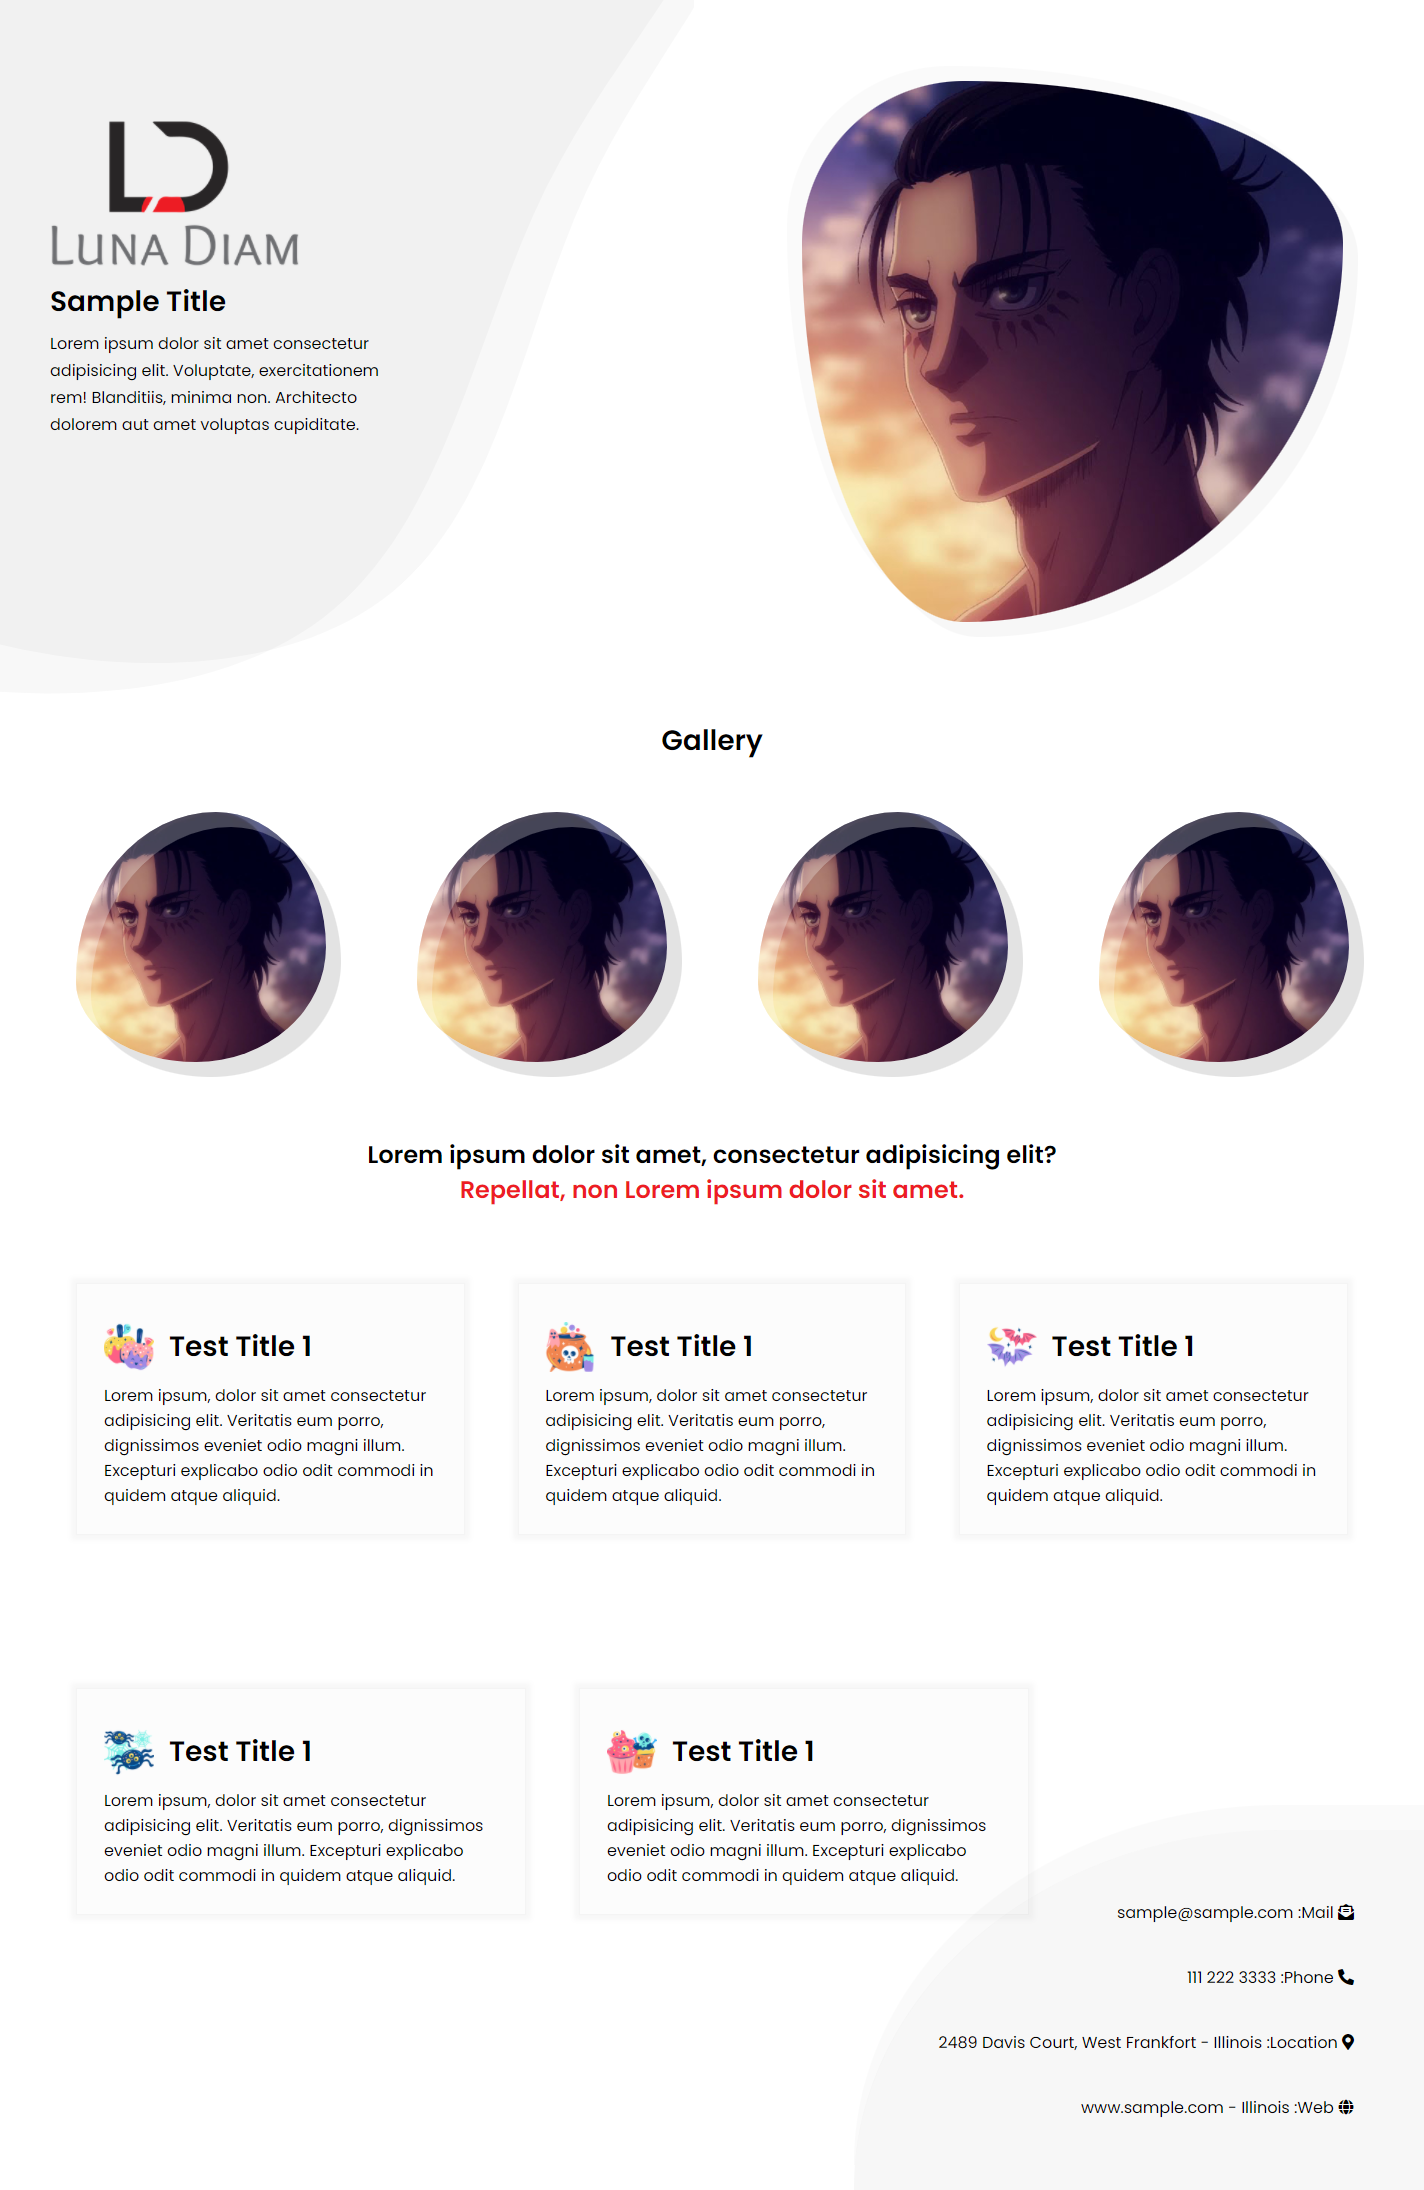 LUNA DIAM
Sample Title
Lorem ipsum dolor sit amet consectetur
adipisicing elit. Voluptate, exercitationem
rem! Blanditiis, minima non. Architecto
dolorem aut amet voluptas cupiditate.
Gallery
Lorem ipsum dolor sit amet, consectetur adipisicing elit?
Repellat, non Lorem ipsum dolor sit amet.
Test Title 1
Lorem ipsum, dolor sit amet consectetur
adipisicing elit. Veritatis eum porro,
dignissimos eveniet odio magni illum.
Excepturi explicabo odio odit commodi in
quidem atque aliquid.
Test Title 1
Lorem ipsum, dolor sit amet consectetur
adipisicing elit. Veritatis eum porro,
dignissimos eveniet odio magni illum.
Excepturi explicabo odio odit commodi in
quidem atque aliquid.
Test Title 1
Lorem ipsum, dolor sit amet consectetur
adipisicing elit. Veritatis eum porro,
dignissimos eveniet odio magni illum.
Excepturi explicabo odio odit commodi in
quidem atque aliquid.
Test Title 1
Lorem ipsum, dolor sit amet consectetur
adipisicing elit. Veritatis eum porro, dignissimos
eveniet odio magni illum. Excepturi explicabo
odio odit commodi in quidem atque aliquid.
Test Title 1
Lorem ipsum, dolor sit amet consectetur
adipisicing elit. Veritatis eum porro, dignissimos
eveniet odio magni illum. Excepturi explicabo
odio odit commodi in quidem atque aliquid.
sample@sample.com :Mail
111 222 3333 :Phone
2489 Davis Court, West Frankfort - Illinois :Location
www.sample.com - Illinois :Web